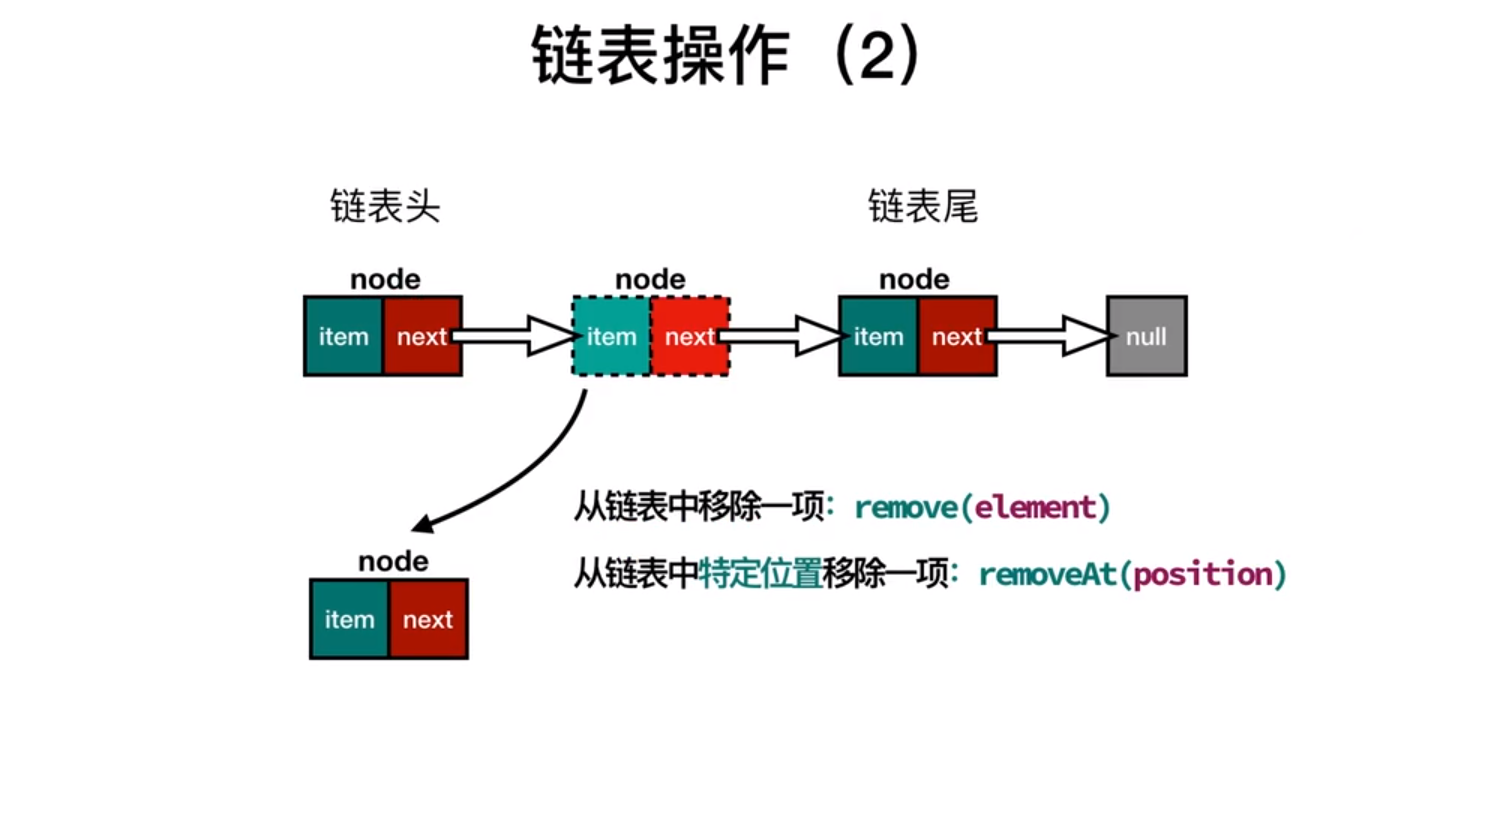 链表操作（2）
链表头
链表尾
node
node
node
item next
item next
item next
null
从链表中移除一项：remove(element)
从链表中特定位置移除一项：removeAt(position)
node
item next